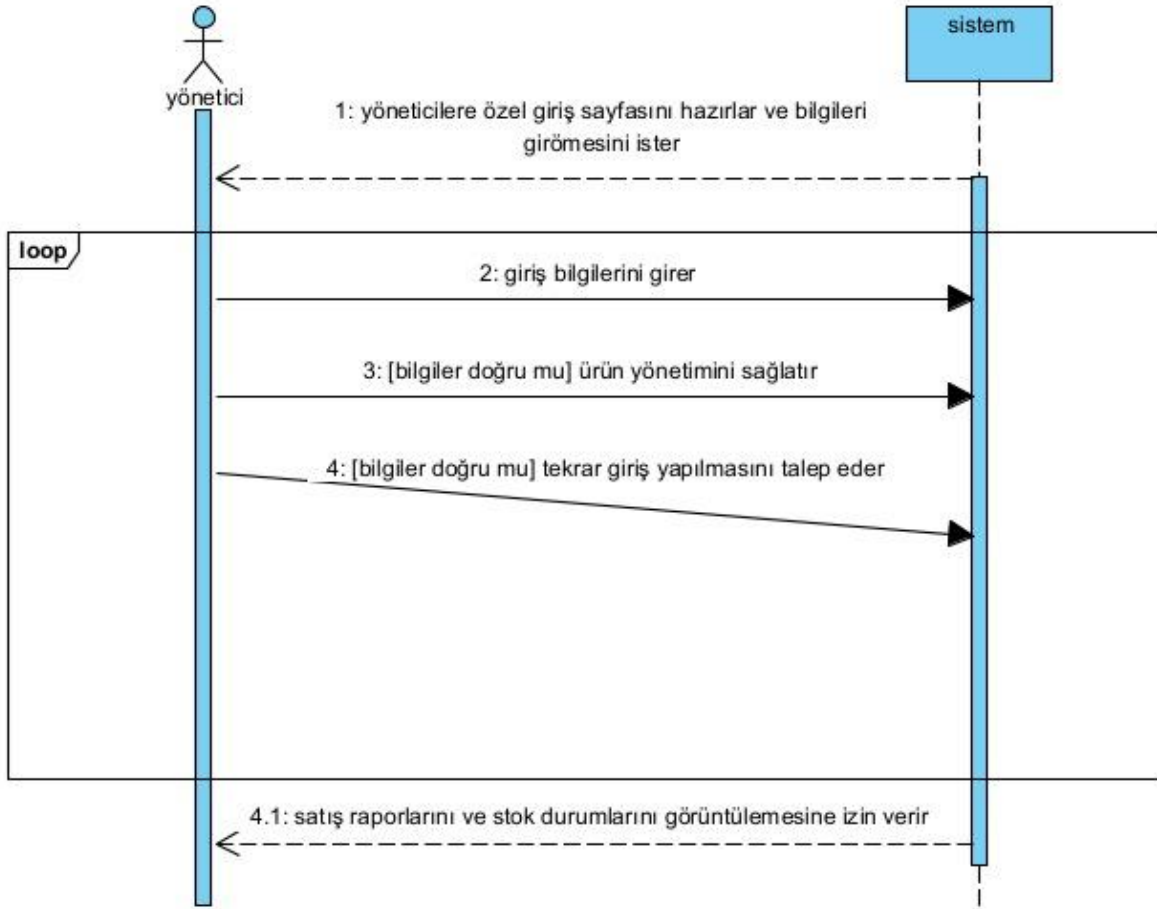 sistem
yönetici
1: yöneticilere özel giriş sayfasını hazırlar ve bilgileri
girömesini ister
loop
2: giriş bilgilerini girer
3: [bilgiler doğru mu] ürün yönetimini sağlatır
4: [bilgiler doğru mu] tekrar giriş yapılmasını talep eder
4.1: satış raporlarını ve stok durumlarını görüntülemesine izin verir